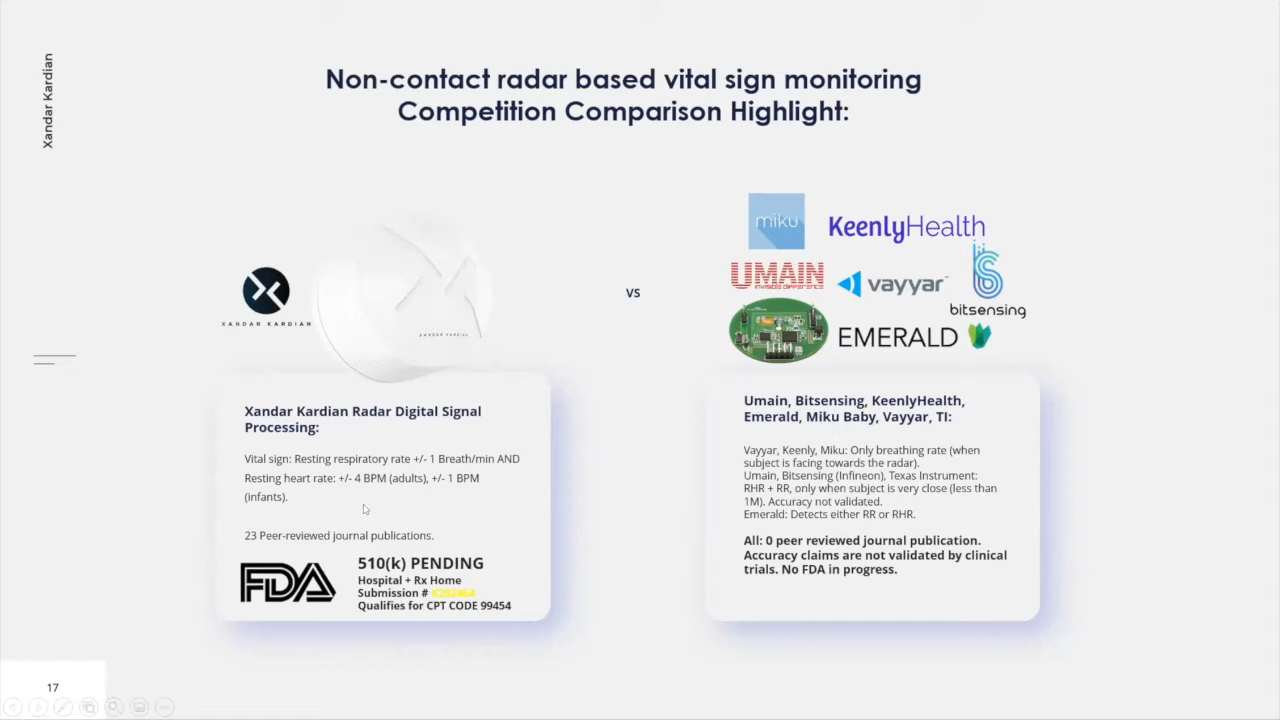 Xandar Kardian
Non-contact radar based vital sign monitoring
Competition Comparison Highlight:
XANDAR KARDIAN
XANDAR KARDIAN
vs
miku
KeenlyHealth
UMAIN
invisible difference
vayyar
bitsensing
EMERALD
Xandar Kardian Radar Digital Signal
Processing:
Vital sign: Resting respiratory rate +/- 1 Breath/min AND
Resting heart rate: +/- 4 BPM (adults), +/- 1 BPM
(infants).
23 Peer-reviewed journal publications.
FDA
510(k) PENDING
Hospital + Rx Home
Submission #
Qualifies for CPT CODE 99454
Umain, Bitsensing, KeenlyHealth,
Emerald, Miku Baby, Vayyar, TI:
Vayyar, Keenly, Miku: Only breathing rate (when
subject is facing towards the radar).
Umain, Bitsensing (Infineon), Texas Instrument:
RHR + RR, only when subject is very close (less than
1M). Accuracy not validated.
Emerald: Detects either RR or RHR.
All: 0 peer reviewed journal publication.
Accuracy claims are not validated by clinical
trials. No FDA in progress.
17